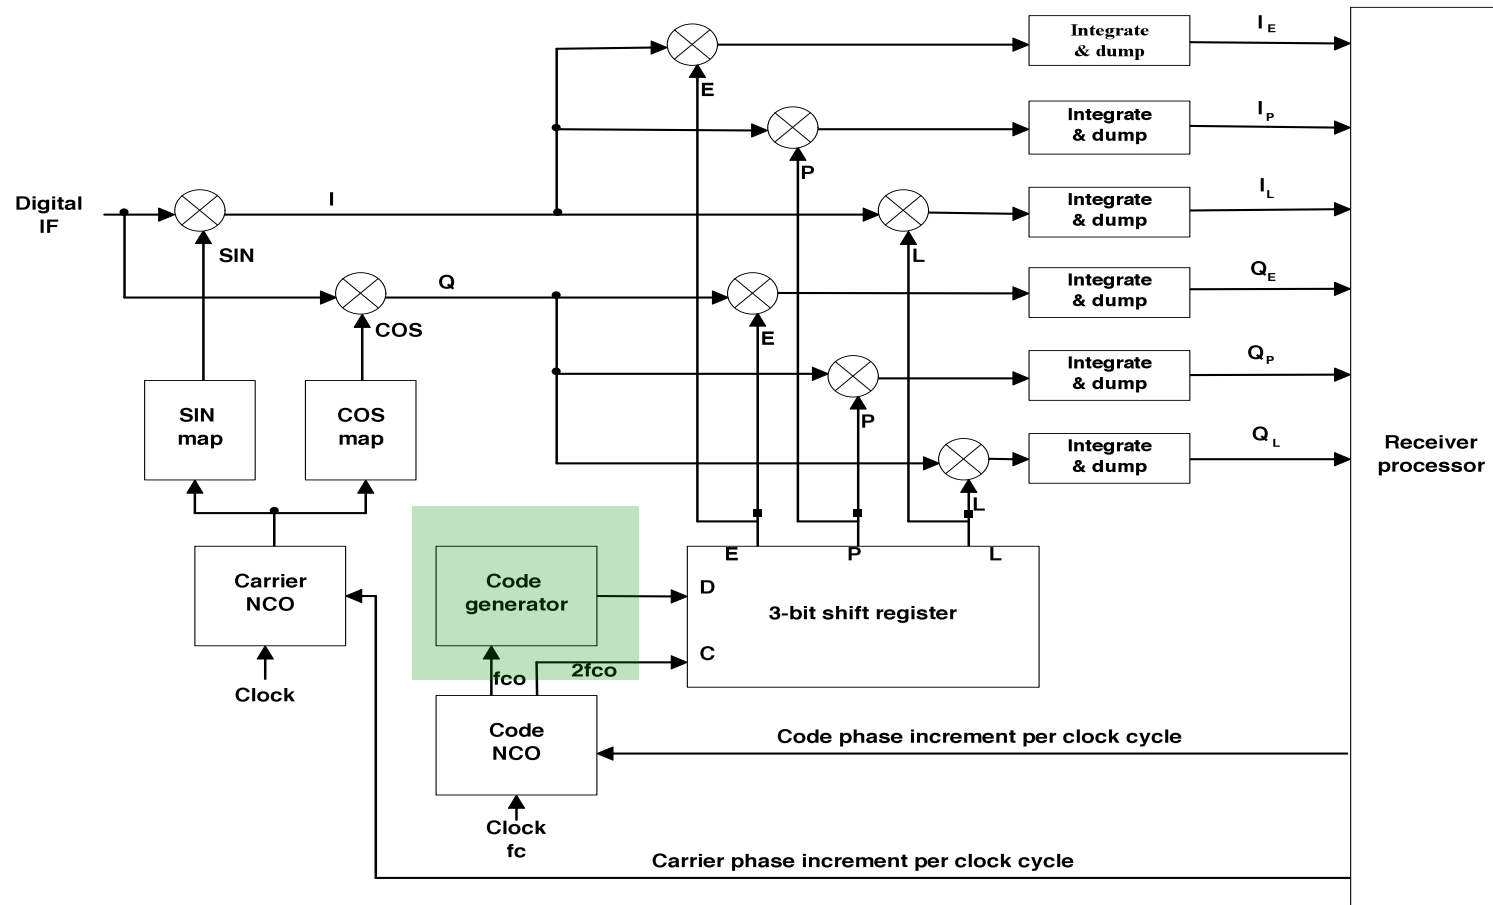 Integrate
& dump
I E
E
Integrate
& dump
I P
P
Digital
IF
I
Integrate
& dump
I L
SIN
L
Q
Integrate
& dump
Q E
COS
E
Integrate
& dump
Q P
SIN
map
COS
map
P
Integrate
& dump
Q L
Receiver
processor
L
E
P
L
Carrier
NCO
Code
generator
D
3-bit shift register
C
fco
2fco
Clock
Code
NCO
Code phase increment per clock cycle
Clock
fc
Carrier phase increment per clock cycle